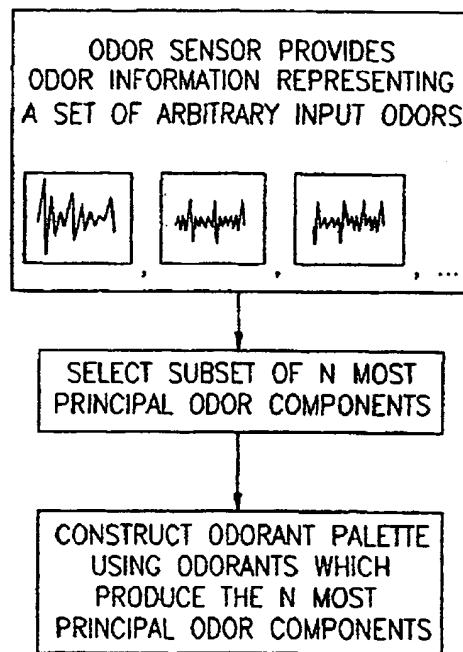 ODOR SENSOR PROVIDES
ODOR INFORMATION REPRESENTING
A SET OF ARBITRARY INPUT ODORS
, , , ...
SELECT SUBSET OF N MOST
PRINCIPAL ODOR COMPONENTS
CONSTRUCT ODORANT PALETTE
USING ODORANTS WHICH
PRODUCE THE N MOST
PRINCIPAL ODOR COMPONENTS